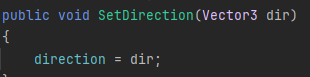 public void SetDirection(Vector3 dir)
{
    direction = dir;
}